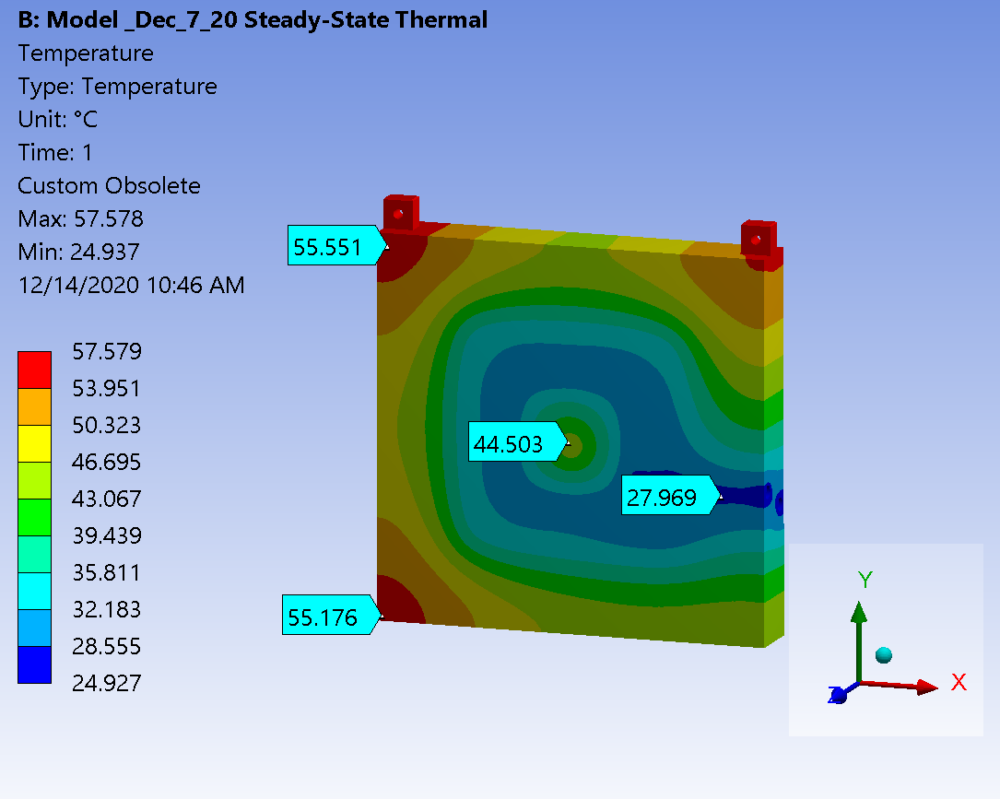 B: Model _Dec_7_20 Steady-State Thermal
Temperature
Type: Temperature
Unit: °C
Time: 1
Custom Obsolete
Max: 57.578
Min: 24.937
12/14/2020 10:46 AM
55.551
57.579
53.951
50.323
46.695
43.067
39.439
35.811
32.183
28.555
24.927
44.503
27.969
55.176
Y
X
Z